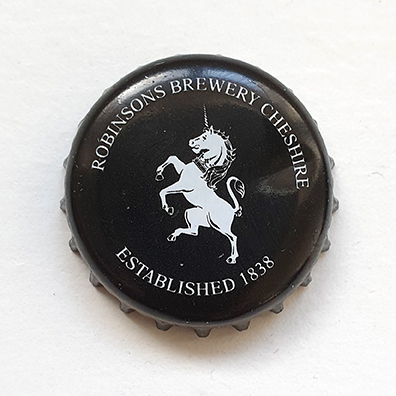 ROBINSONS BREWERY CHESHIRE
ESTABLISHED 1838